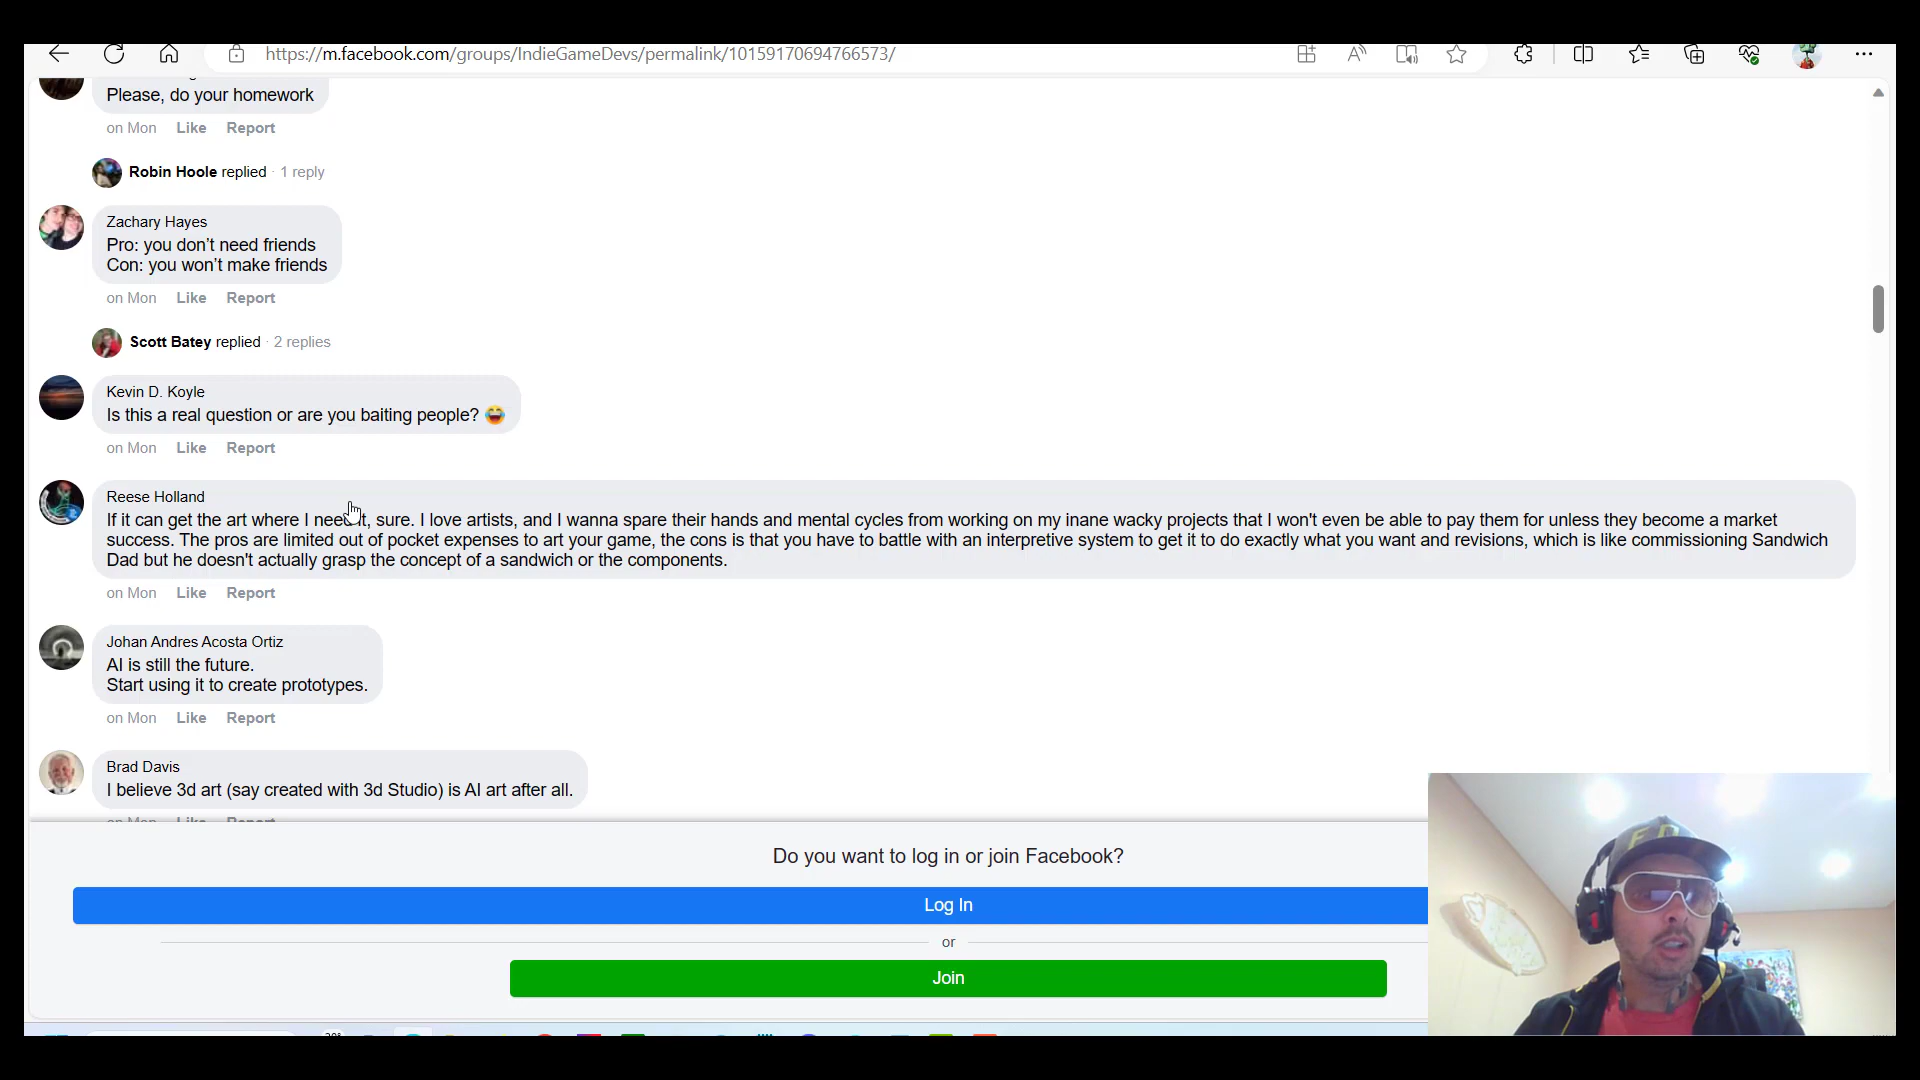 https://m.facebook.com/groups/IndieGameDevs/permalink/10159170694766573/
Please, do your homework
on Mon Like Report
Robin Hoole replied · 1 reply
Zachary Hayes
Pro: you don’t need friends
Con: you won’t make friends
on Mon Like Report
Scott Batey replied · 2 replies
Kevin D. Koyle
Is this a real question or are you baiting people? 😂
on Mon Like Report
Reese Holland
If it can get the art where I need it, sure. I love artists, and I wanna spare their hands and mental cycles from working on my inane wacky projects that I won't even be able to pay them for unless they become a market
success. The pros are limited out of pocket expenses to art your game, the cons is that you have to battle with an interpretive system to get it to do exactly what you want and revisions, which is like commissioning Sandwich
Dad but he doesn't actually grasp the concept of a sandwich or the components.
on Mon Like Report
Johan Andres Acosta Ortiz
AI is still the future.
Start using it to create prototypes.
on Mon Like Report
Brad Davis
I believe 3d art (say created with 3d Studio) is AI art after all.
on Mon Like Report
Do you want to log in or join Facebook?
Log In
or
Join